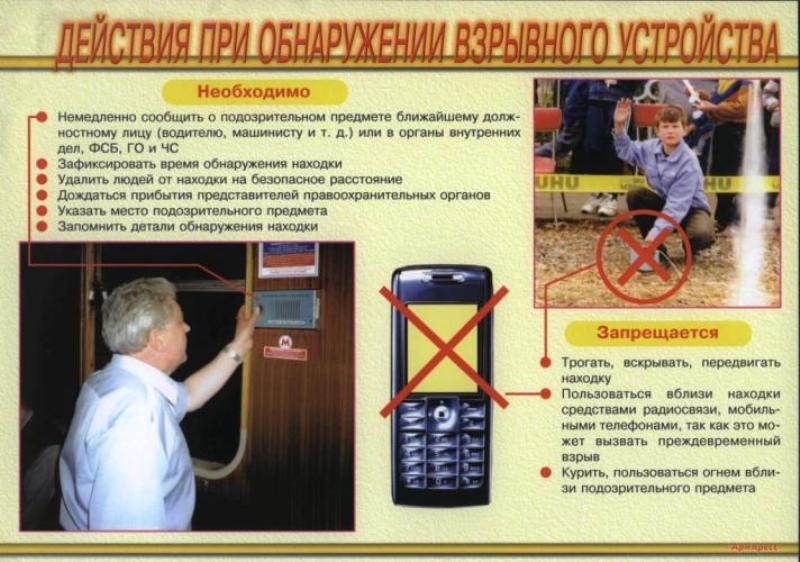 ДЕЙСТВИЯ ПРИ ОБНАРУЖЕНИИ ВЗРЫВНОГО УСТРОЙСТВА
Необходимо
Немедленно сообщить о подозрительном предмете ближайшему долж-
ностному лицу (водителю, машинисту и т. д.) или в органы внутренних
дел, ФСБ, ГО и ЧС
Зафиксировать время обнаружения находки
Удалить людей от находки на безопасное расстояние
Дождаться прибытия представителей правоохранительных органов
Указать место подозрительного предмета
Запомнить детали обнаружения находки
UHU
М
Запрещается
Трогать, вскрывать, передвигать
находку
Пользоваться вблизи находки
средствами радиосвязи, мобиль-
ными телефонами, так как это мо-
жет вызвать преждевременный
взрыв
Курить, пользоваться огнем вбли-
зи подозрительного предмета